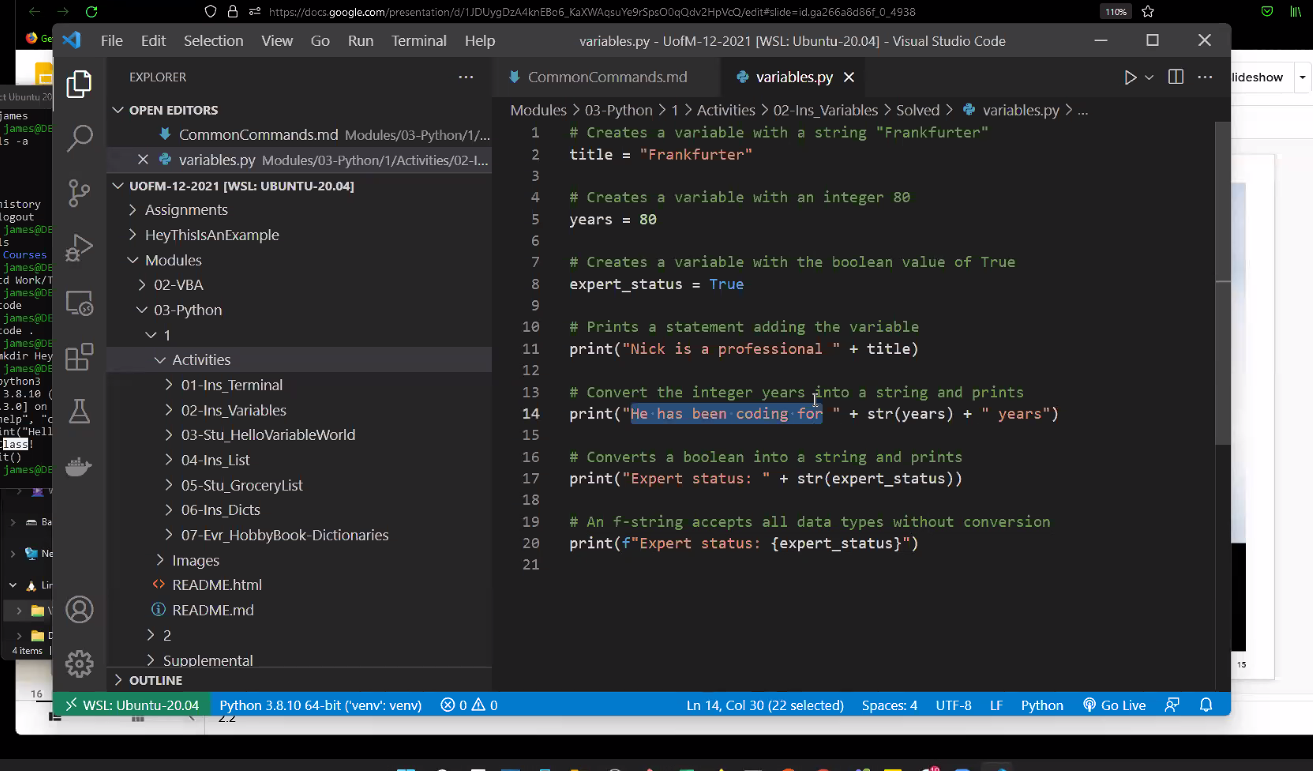 https://docs.google.com/presentation/d/1JDUygDzA4knEBo6_KaXWAqsuYe9rSpsO0qQdv2HpVcQ/edit#slide=id.ga266a8d86f_0_4938
110%
File Edit Selection View Go Run Terminal Help
variables.py - UofM-12-2021 [WSL: Ubuntu-20.04] - Visual Studio Code
EXPLORER
OPEN EDITORS
CommonCommands.md Modules/03-Python/1/...
variables.py Modules/03-Python/1/Activities/02-I...
UOFM-12-2021 [WSL: UBUNTU-20.04]
Assignments
HeyThisIsAnExample
Modules
02-VBA
03-Python
1
Activities
01-Ins_Terminal
02-Ins_Variables
03-Stu_HelloVariableWorld
04-Ins_List
05-Stu_GroceryList
06-Ins_Dicts
07-Evr_HobbyBook-Dictionaries
Images
README.html
README.md
2
Supplemental
OUTLINE
CommonCommands.md variables.py
Modules > 03-Python > 1 > Activities > 02-Ins_Variables > Solved > variables.py > ...
1 # Creates a variable with a string "Frankfurter"
2 title = "Frankfurter"
3
4 # Creates a variable with an integer 80
5 years = 80
6
7 # Creates a variable with the boolean value of True
8 expert_status = True
9
10 # Prints a statement adding the variable
11 print("Nick is a professional " + title)
12
13 # Convert the integer years into a string and prints
14 print("He has been coding for " + str(years) + " years")
15
16 # Converts a boolean into a string and prints
17 print("Expert status: " + str(expert_status))
18
19 # An f-string accepts all data types without conversion
20 print(f"Expert status: {expert_status}")
21
WSL: Ubuntu-20.04 Python 3.8.10 64-bit ('venv': venv) 0 0 Ln 14, Col 30 (22 selected) Spaces: 4 UTF-8 LF Python Go Live
lideshow
15
ct Ubuntu 20
james
james@DE
ls -a
history
logout
ls
Courses
james@DE
cd Work/T
james@DE
code
james@DE
code .
james@DE
mkdir Hey
james@DE
python3
3.8.10 (
class!
james@DE
4 items
16
2.2